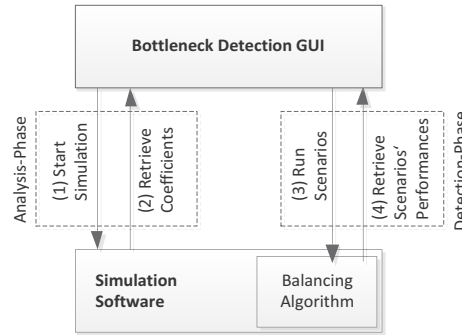 Bottleneck Detection GUI
Analysis-Phase
(1) Start
Simulation
(2) Retrieve
Coefficients
(3) Run
Scenarios
(4) Retrieve
Scenarios‘
Performances
Detection-Phase
Simulation
Software
Balancing
Algorithm